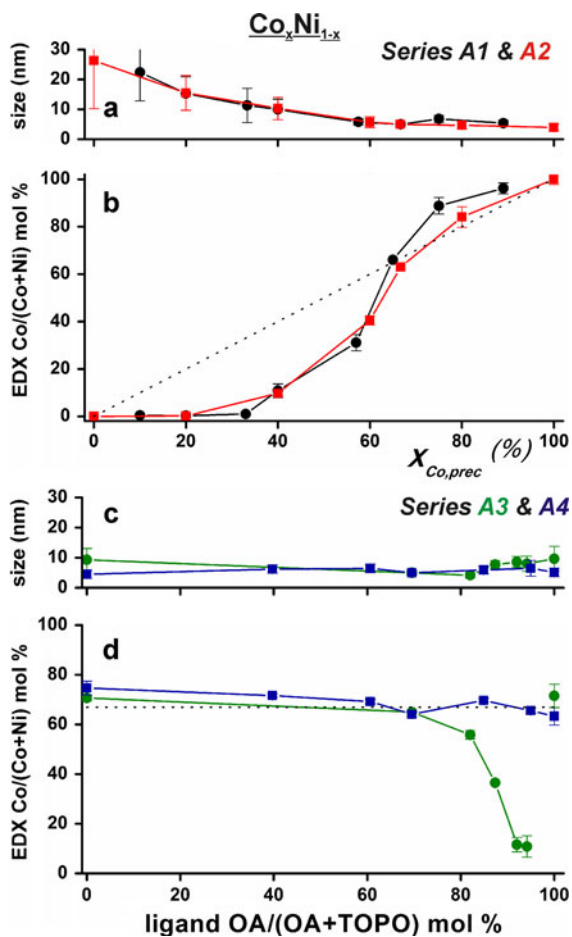 CoxNi1-x
Series A1 & A2
size (nm)
30
20
10
0
a
EDX Co/(Co+Ni) mol %
100
80
60
40
20
0
b
0 20 40 60 80 100
XCo,prec (%)
c
Series A3 & A4
size (nm)
30
20
10
0
d
EDX Co/(Co+Ni) mol %
100
80
60
40
20
0
0 20 40 60 80 100
ligand OA/(OA+TOPO) mol %